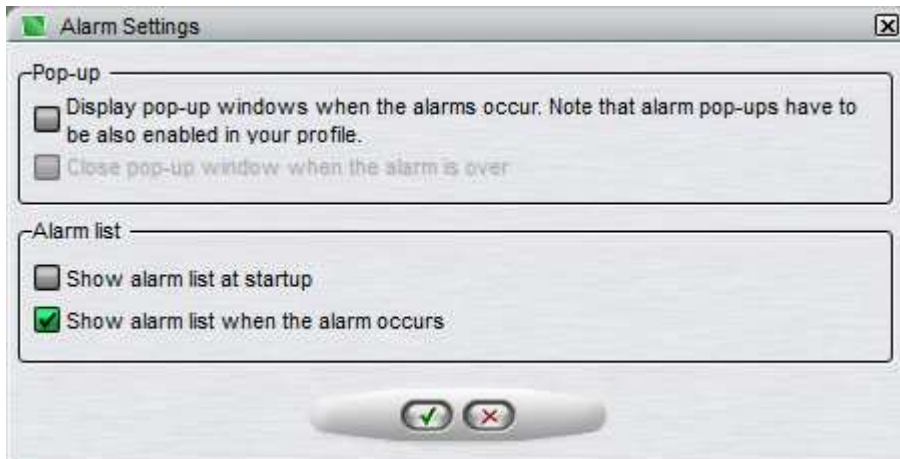 Alarm Settings
Pop-up
Display pop-up windows when the alarms occur. Note that alarm pop-ups have to
be also enabled in your profile.
Close pop-up window when the alarm is over
Alarm list
Show alarm list at startup
Show alarm list when the alarm occurs